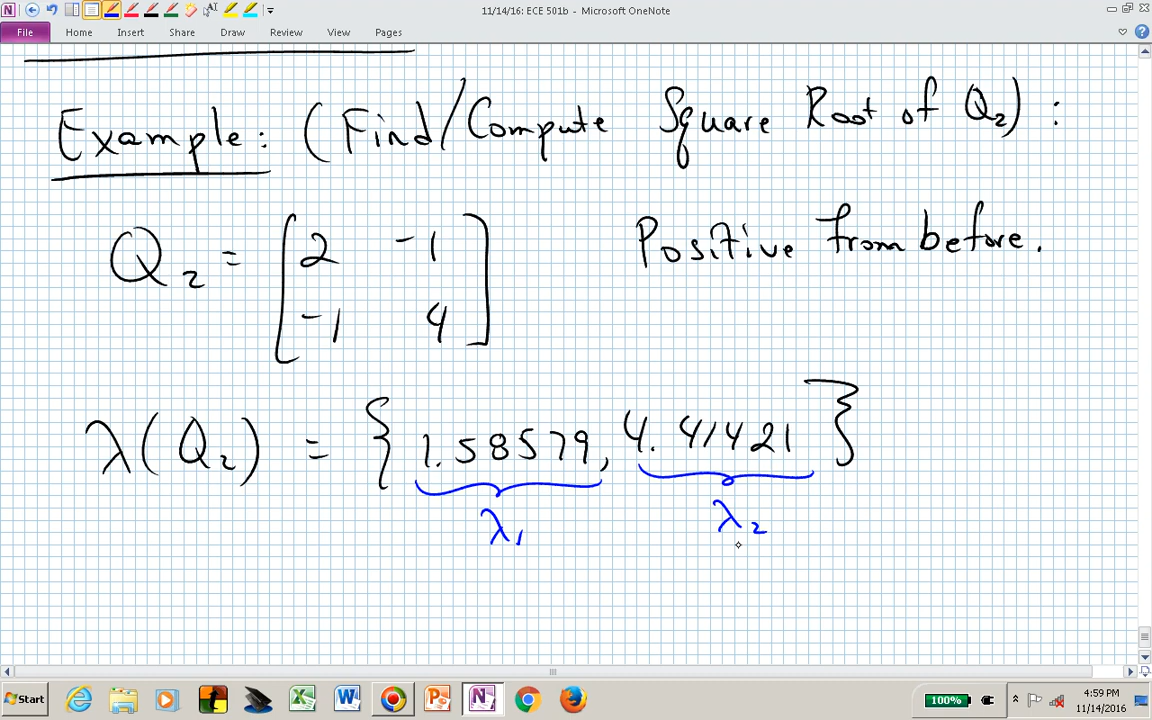 11/14/16: ECE 501b - Microsoft OneNote
File Home Insert Share Draw Review View Pages
Example: (Find/Compute Square Root of Q₂):
Q₂ = [2 -1
-1 4] Positive from before.
λ(Q₂) = {1.58579, 4.41421}
λ₁ λ₂
Start 100% 4:59 PM
11/14/2016